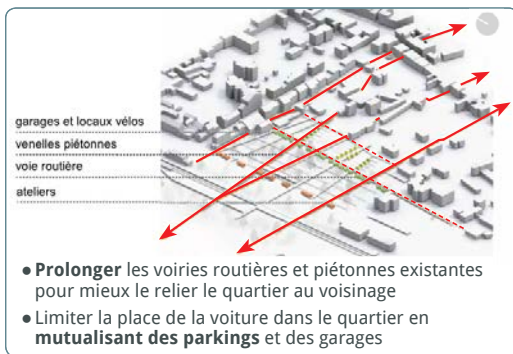 garages et locaux vélos
venelles piétonnes
voie routière
ateliers
● Prolonger les voiries routières et piétonnes existantes
pour mieux le relier le quartier au voisinage
● Limiter la place de la voiture dans le quartier en
mutualisant des parkings et des garages